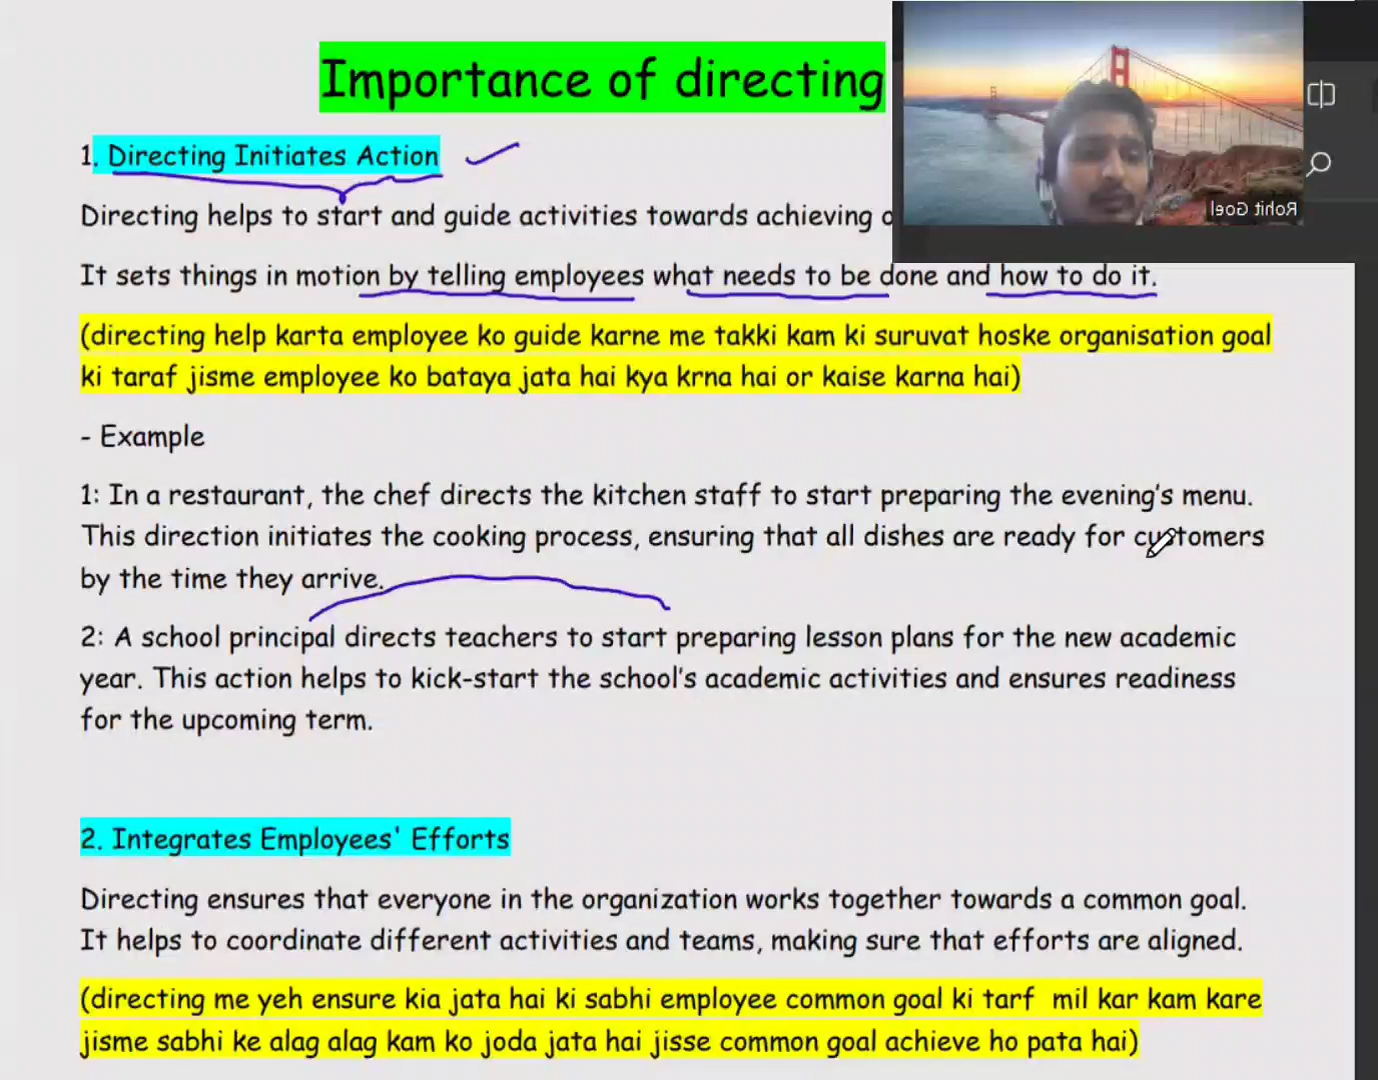 Importance of directing
1. Directing Initiates Action
Directing helps to start and guide activities towards achieving
It sets things in motion by telling employees what needs to be done and how to do it.
(directing help karta employee ko guide karne me takki kam ki suruvat hoske organisation goal
ki taraf jisme employee ko bataya jata hai kya krna hai or kaise karna hai)
- Example
1: In a restaurant, the chef directs the kitchen staff to start preparing the evening's menu.
This direction initiates the cooking process, ensuring that all dishes are ready for customers
by the time they arrive.
2: A school principal directs teachers to start preparing lesson plans for the new academic
year. This action helps to kick-start the school's academic activities and ensures readiness
for the upcoming term.
2. Integrates Employees' Efforts
Directing ensures that everyone in the organization works together towards a common goal.
It helps to coordinate different activities and teams, making sure that efforts are aligned.
(directing me yeh ensure kia jata hai ki sabhi employee common goal ki tarf mil kar kam kare
jisme sabhi ke alag alag kam ko joda jata hai jisse common goal achieve ho pata hai)
Rohit Goel